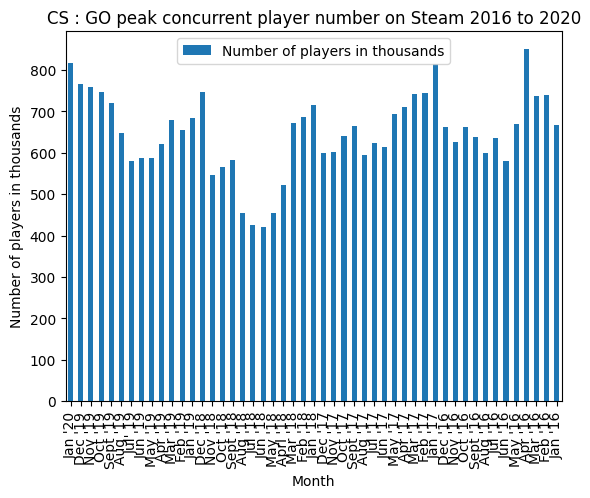 CS : GO peak concurrent player number on Steam 2016 to 2020
Number of players in thousands
Number of players in thousands
800
700
600
500
400
300
200
100
0
Jan '20
Dec '19
Nov '19
Oct '19
Sept '19
Aug '19
Jul '19
Jun '19
May '19
Apr '19
Mar '19
Feb '19
Jan '19
Dec '18
Nov '18
Oct '18
Sept '18
Aug '18
Jul '18
Jun '18
May '18
Apri '18
Mar '18
Feb '18
Jan '18
Dec '17
Nov '17
Oct '17
Sept '17
Aug '17
Jul '17
Jun '17
May '17
Apr '17
Mar '17
Feb '17
Jan '17
Dec '16
Nov '16
Oct '16
Sept '16
Aug '16
Jul '16
Jun '16
May '16
Apr '16
Mar '16
Feb '16
Jan '16
Month